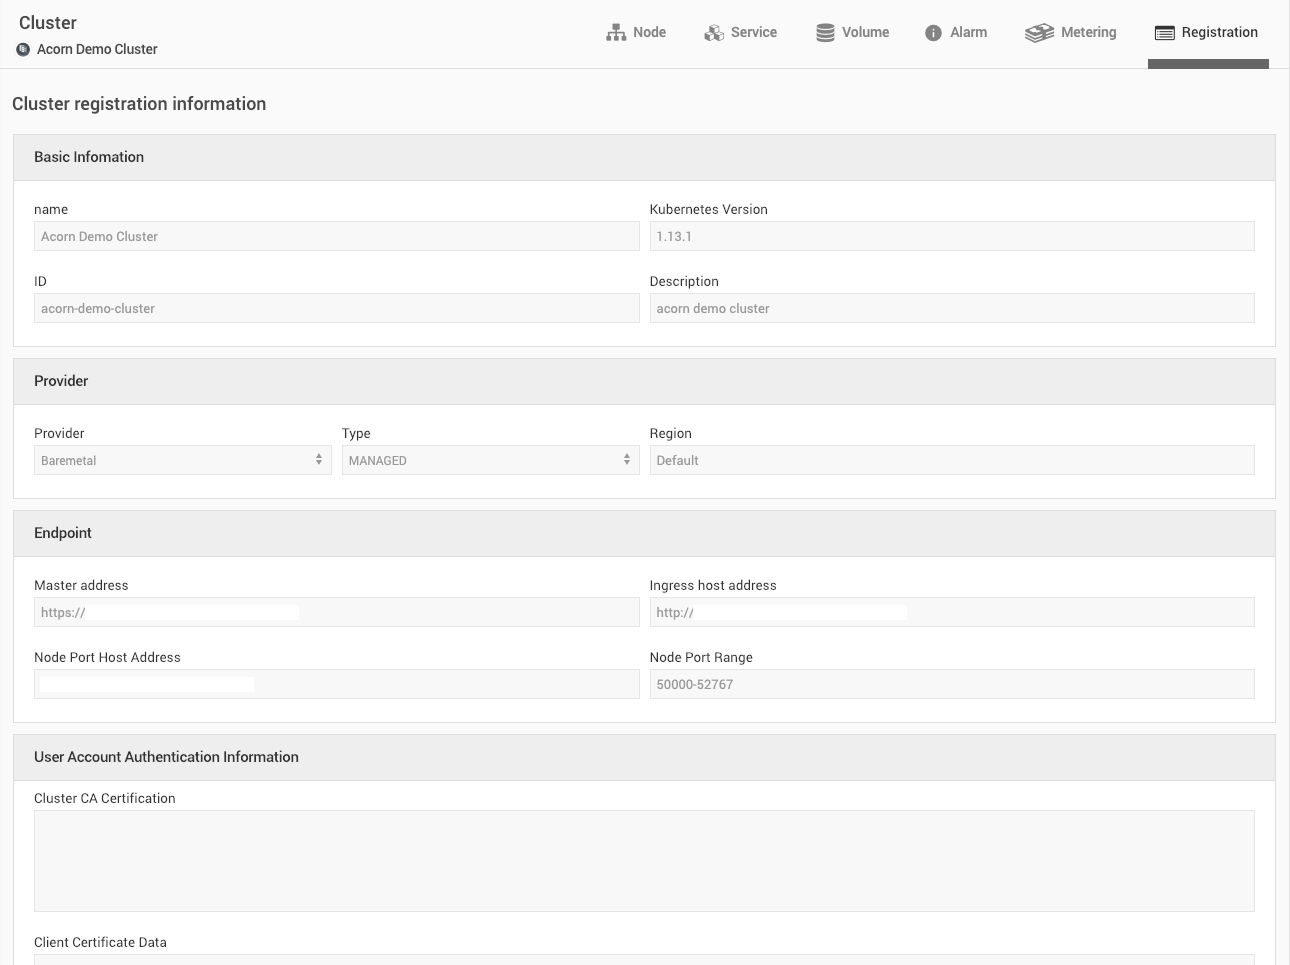 Cluster
Acorn Demo Cluster
Node Service Volume Alarm Metering Registration
Cluster registration information
Basic Infomation
name Kubernetes Version
Acorn Demo Cluster 1.13.1
ID Description
acorn-demo-cluster acorn demo cluster
Provider
Provider Type Region
Baremetal MANAGED Default
Endpoint
Master address Ingress host address
https:// http://
Node Port Host Address Node Port Range
50000-52767
User Account Authentication Information
Cluster CA Certification
Client Certificate Data